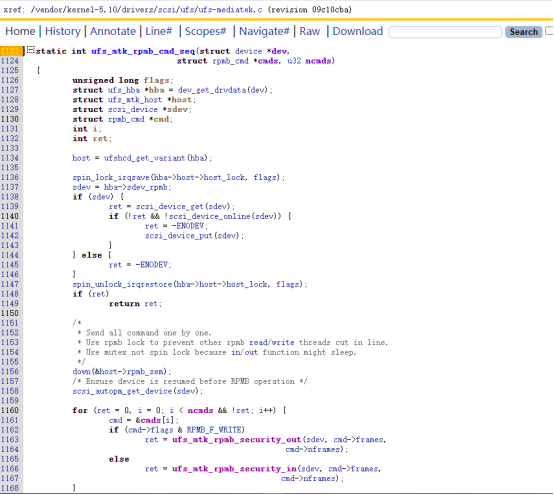 xref: /vendor/kernel-5.10/drivers/scsi/ufs/ufs-mediatek.c (revision 09c10cba)
Home | History | Annotate | Line# | Scopes# | Navigate# | Raw | Download Search
1123 static int ufs_mtk_rpmb_cmd_seq(struct device *dev,
1124 struct rpmb_cmd *cmds, u32 ncmds)
1125 {
1126 unsigned long flags;
1127 struct ufs_hba *hba = dev_get_drvdata(dev);
1128 struct ufs_mtk_host *host;
1129 struct scsi_device *sdev;
1130 struct rpmb_cmd *cmd;
1131 int i;
1132 int ret;
1133
1134 host = ufshcd_get_variant(hba);
1135
1136 spin_lock_irqsave(hba->host->host_lock, flags);
1137 sdev = hba->sdev_rpmb;
1138 if (sdev) {
1139 ret = scsi_device_get(sdev);
1140 if (!ret && !scsi_device_online(sdev)) {
1141 ret = -ENODEV;
1142 scsi_device_put(sdev);
1143 }
1144 } else {
1145 ret = -ENODEV;
1146 }
1147 spin_unlock_irqrestore(hba->host->host_lock, flags);
1148 if (ret)
1149 return ret;
1150
1151 /*
1152 * Send all command one by one.
1153 * Use rpmb lock to prevent other rpmb read/write threads cut in line.
1154 * Use mutex not spin lock because in/out function might sleep.
1155 */
1156 down(&host->rpmb_sem);
1157 /* Ensure device is resumed before RPMB operation */
1158 scsi_autopm_get_device(sdev);
1159
1160 for (ret = 0, i = 0; i < ncmds && !ret; i++) {
1161 cmd = &cmds[i];
1162 if (cmd->flags & RPMB_F_WRITE)
1163 ret = ufs_mtk_rpmb_security_out(sdev, cmd->frames,
1164 cmd->nframes);
1165 else
1166 ret = ufs_mtk_rpmb_security_in(sdev, cmd->frames,
1167 cmd->nframes);
1168 }